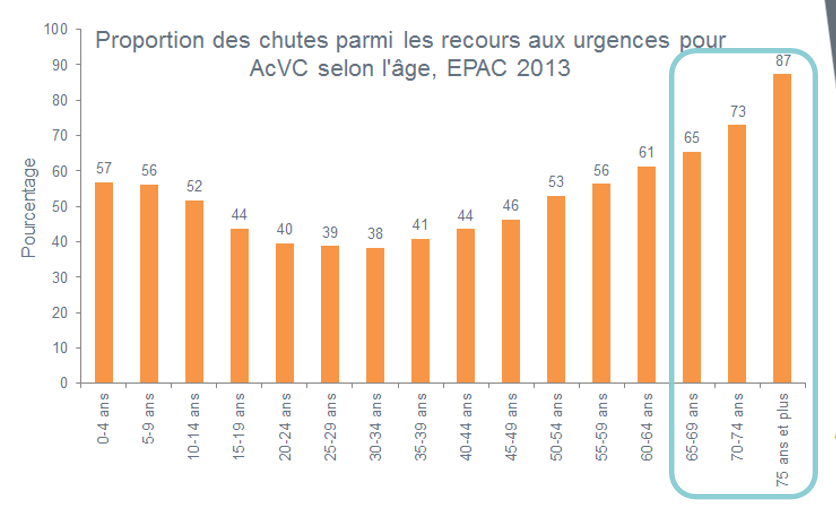 Proportion des chutes parmi les recours aux urgences pour
AcVC selon l'âge, EPAC 2013
Pourcentage
100
90
80
70
60
50
40
30
20
10
0
57
56
52
44
40
39
38
41
44
46
53
56
61
65
73
87
0-4 ans
5-9 ans
10-14 ans
15-19 ans
20-24 ans
25-29 ans
30-34 ans
35-39 ans
40-44 ans
45-49 ans
50-54 ans
55-59 ans
60-64 ans
65-69 ans
70-74 ans
75 ans et plus